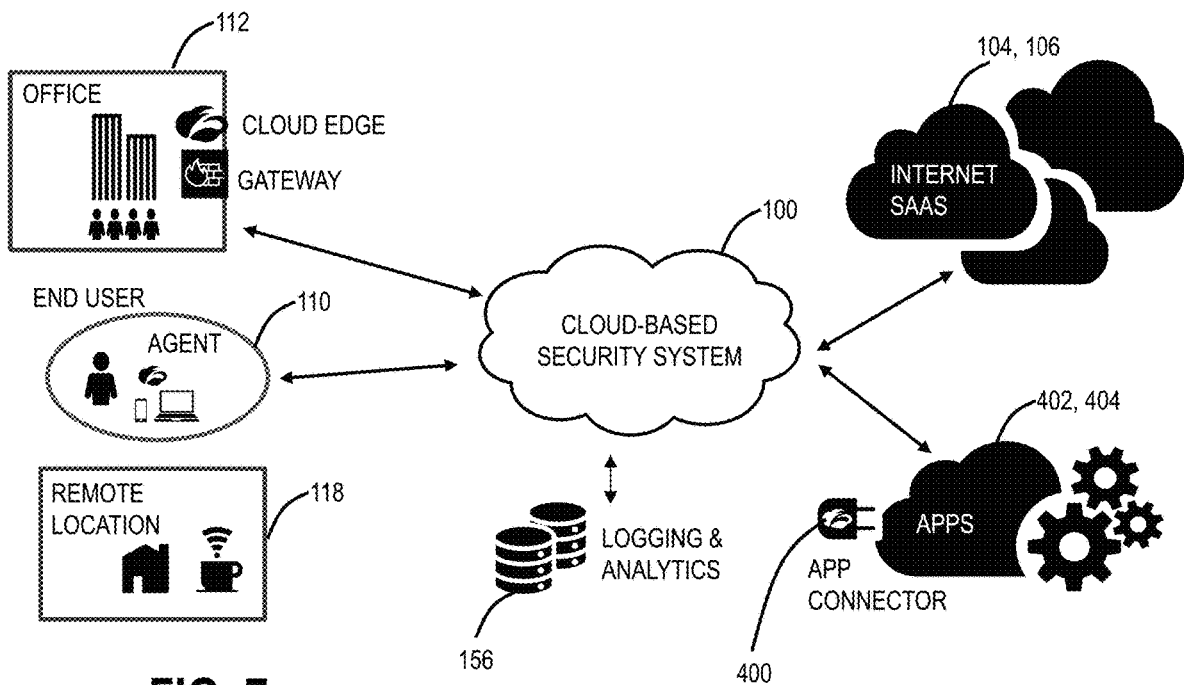 112
OFFICE
CLOUD EDGE
GATEWAY
104, 106
INTERNET
SAAS
100
CLOUD-BASED
SECURITY SYSTEM
END USER
110
AGENT
402, 404
APPS
REMOTE
LOCATION
118
LOGGING &
ANALYTICS
APP
CONNECTOR
156
400